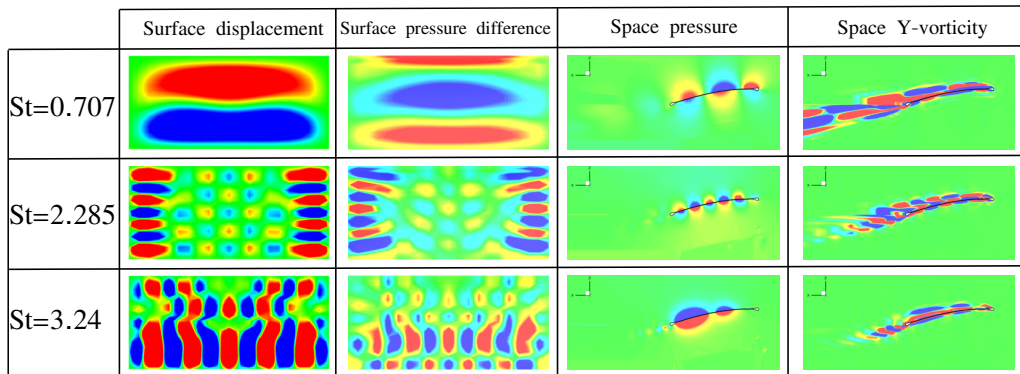 Surface displacement Surface pressure difference Space pressure Space Y-vorticity
St=0.707
St=2.285
St=3.24